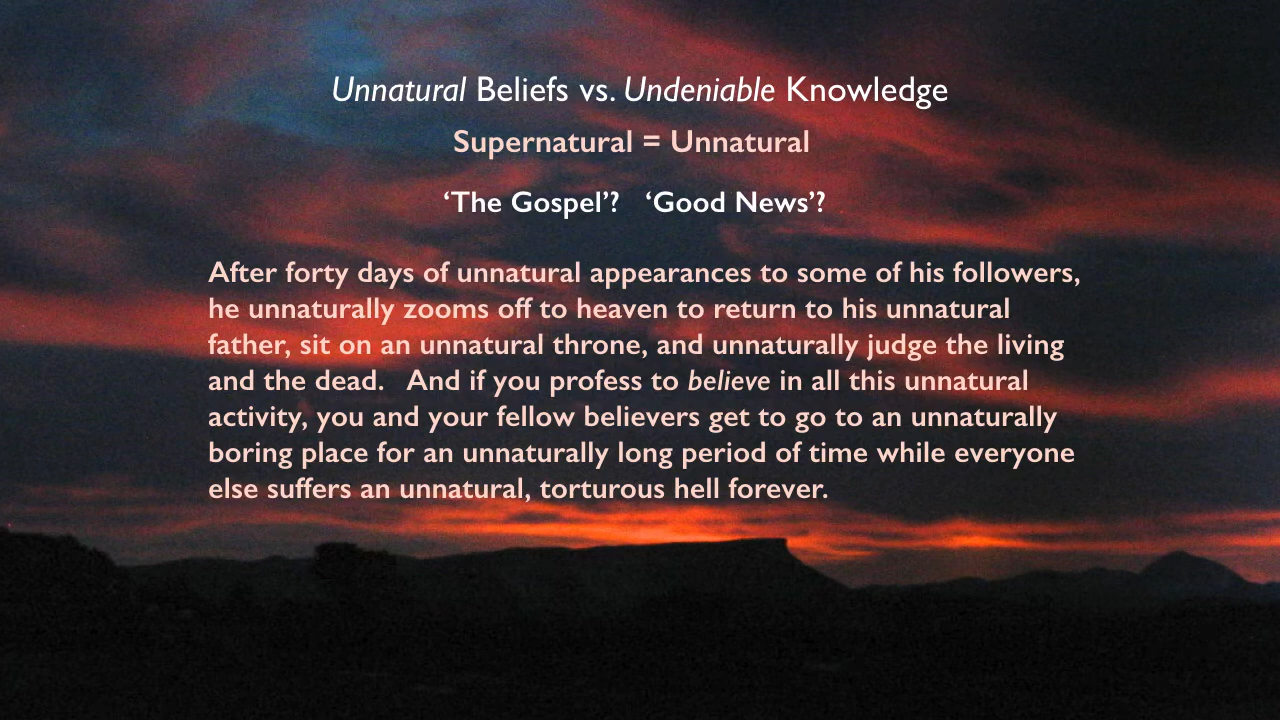 Unnatural Beliefs vs. Undeniable Knowledge
Supernatural = Unnatural
‘The Gospel’?   ‘Good News’?
After forty days of unnatural appearances to some of his followers,
he unnaturally zooms off to heaven to return to his unnatural
father, sit on an unnatural throne, and unnaturally judge the living
and the dead.   And if you profess to believe in all this unnatural
activity, you and your fellow believers get to go to an unnaturally
boring place for an unnaturally long period of time while everyone
else suffers an unnatural, torturous hell forever.